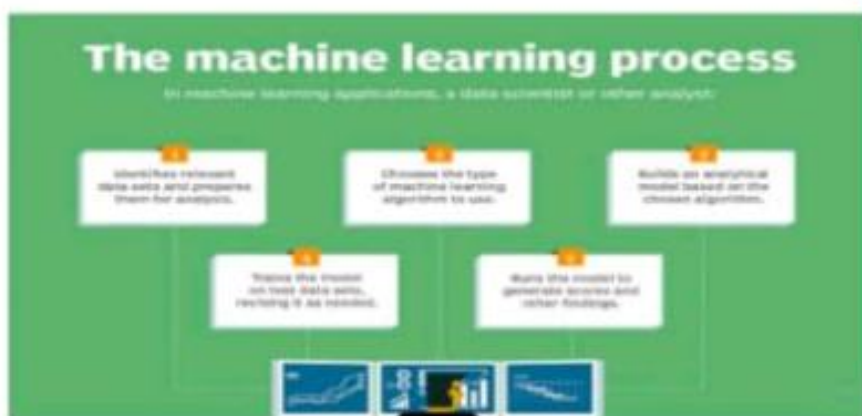 The machine learning process
In machine learning applications, a data scientist or other analyst:
1
Identifies relevant
data sets and prepares
them for analysis.
2
Chooses the type
of machine learning
algorithm to use.
3
Builds an analytical
model based on the
chosen algorithm.
4
Trains the model
on test data sets,
revising it as needed.
5
Runs the model to
generate scores and
other findings.